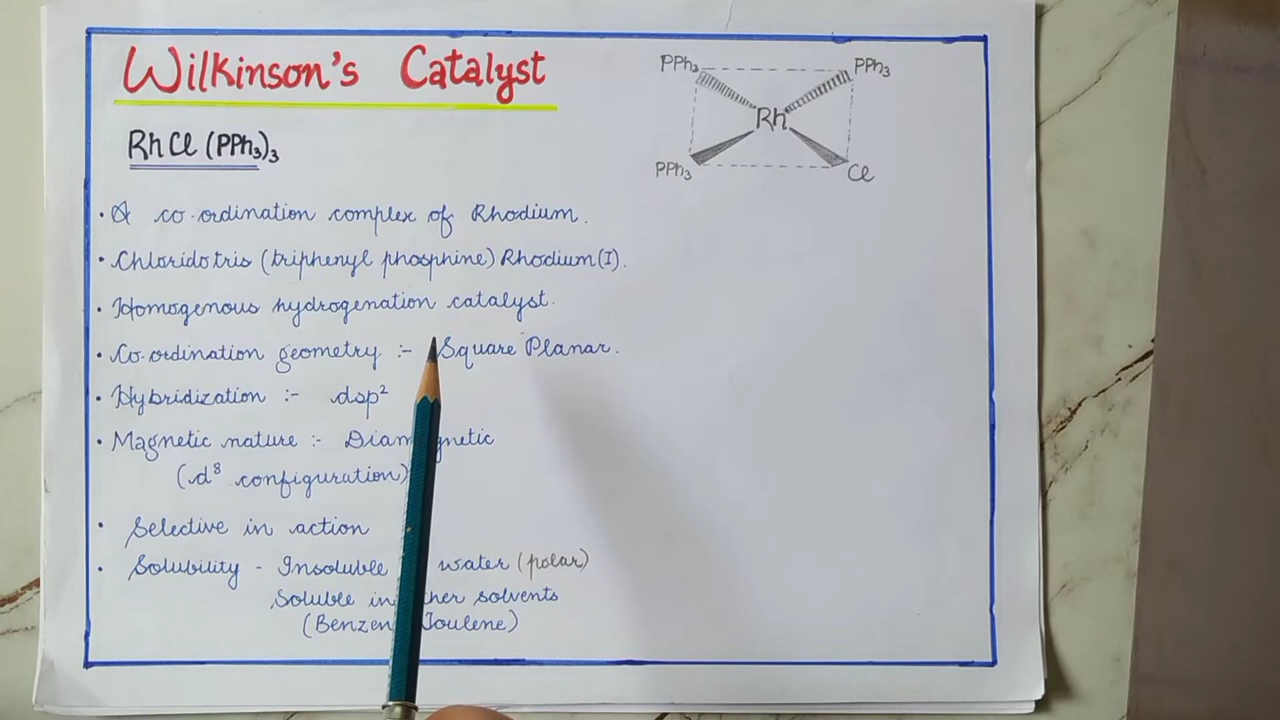 Wilkinson's Catalyst
RhCl(PPh3)3
PPh3 PPh3
Rh
PPh3 Cl
• A co-ordination complex of Rhodium.
• Chloridotris (triphenyl phosphine) Rhodium(I).
• Homogenous hydrogenation catalyst.
• Co-ordination geometry :- Square Planar.
• Hybridization :- dsp²
• Magnetic nature :- Diamagnetic
(d⁸ configuration)
• Selective in action
• Solubility - Insoluble water (polar)
Soluble in solvents
(Benzen Toulene)